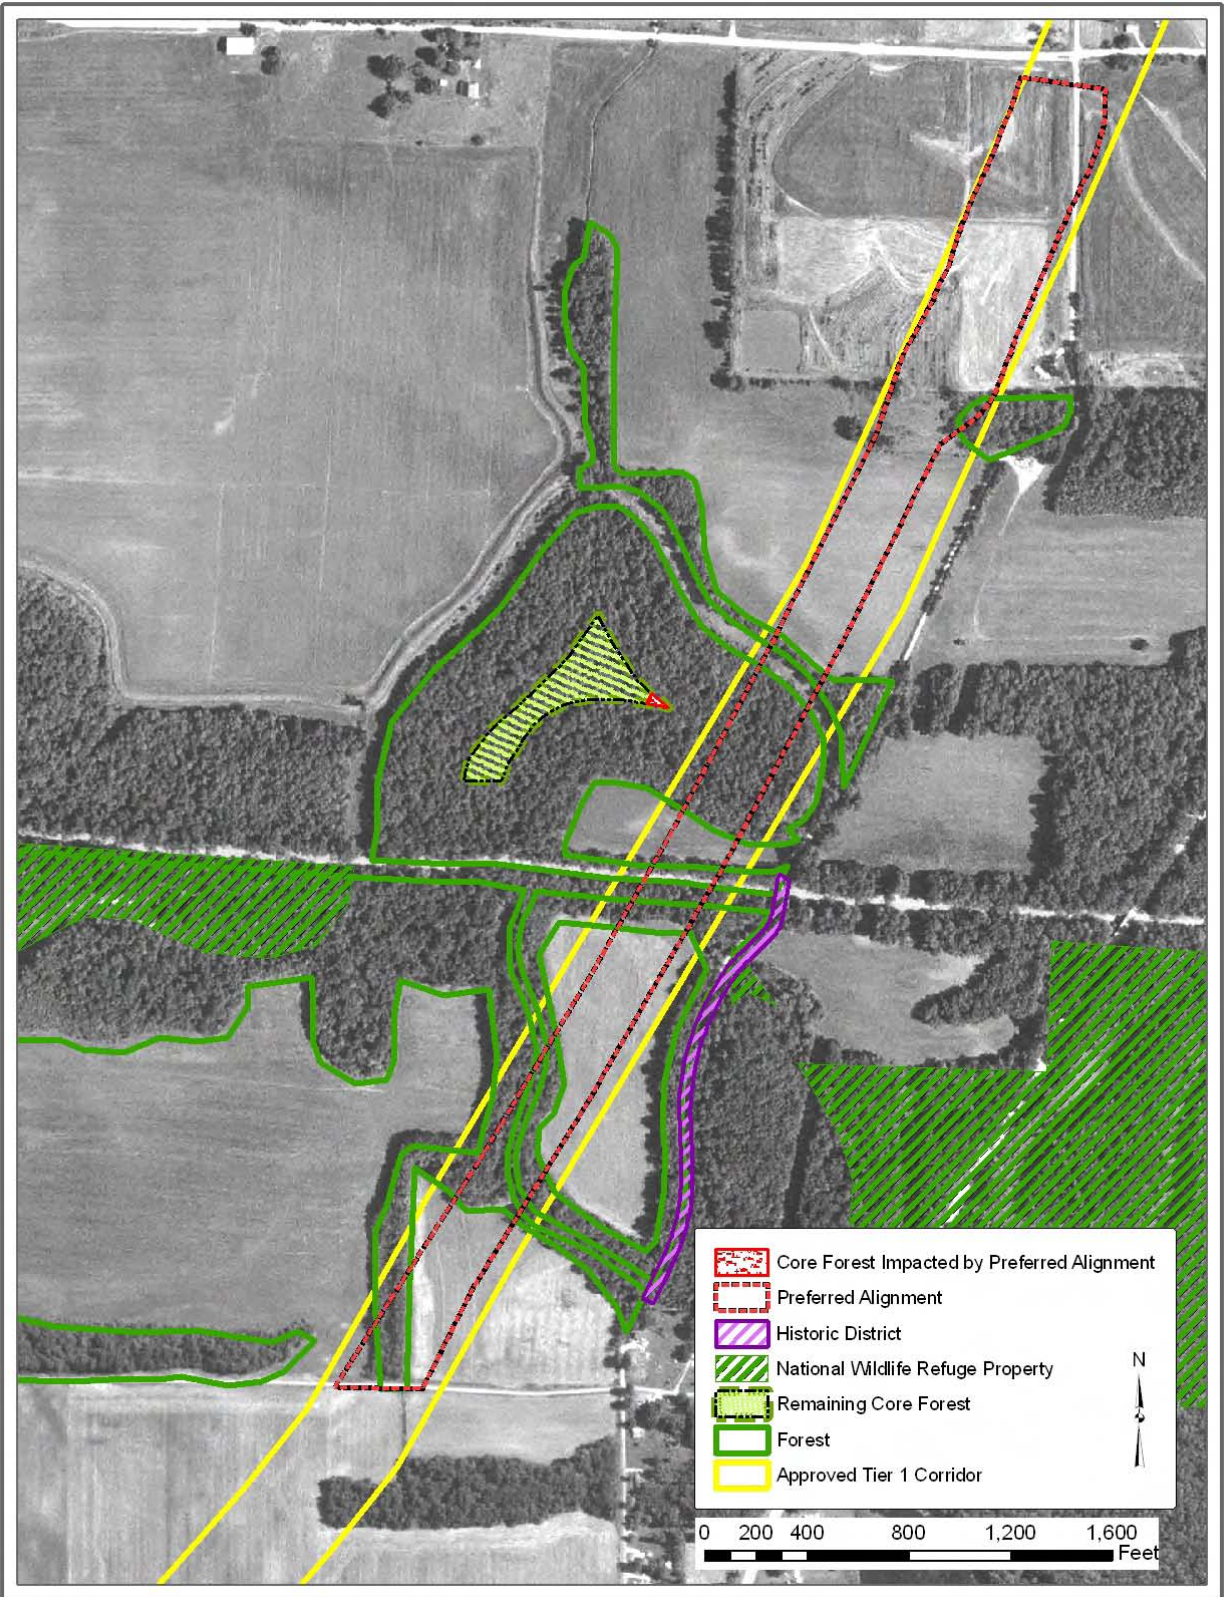 Core Forest Impacted by Preferred Alignment
Preferred Alignment
Historic District
National Wildlife Refuge Property
Remaining Core Forest
Forest
Approved Tier 1 Corridor
N
0 200 400 800 1,200 1,600
Feet